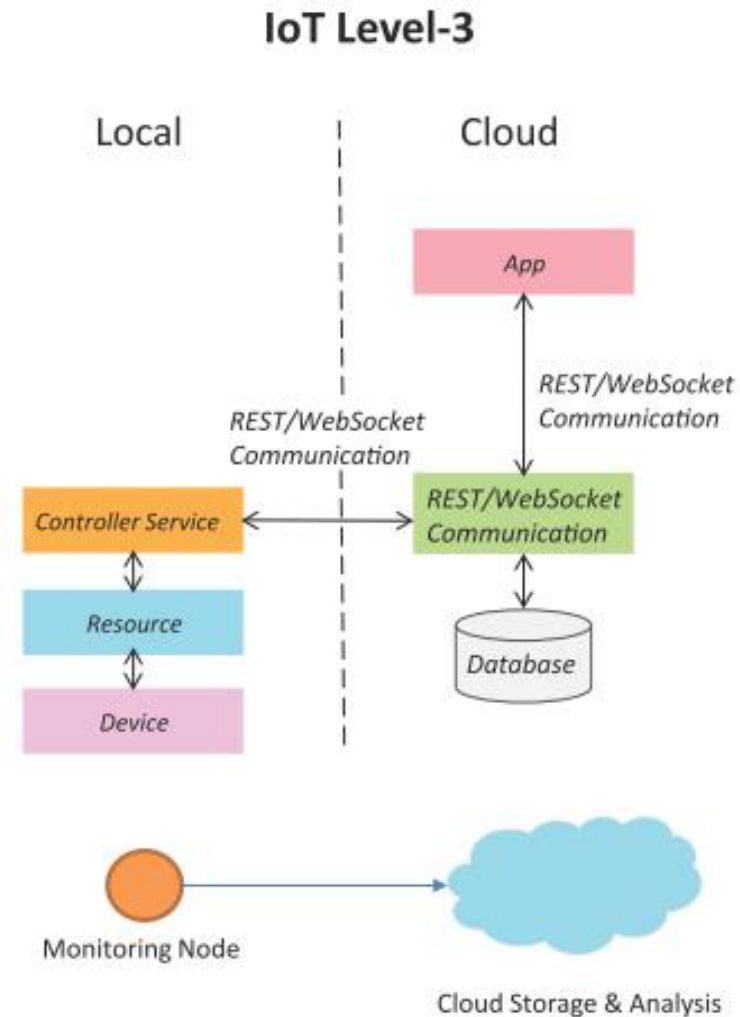 IoT Level-3
Local
Cloud
App
REST/WebSocket
Communication
REST/WebSocket
Communication
Controller Service
REST/WebSocket
Communication
Resource
Database
Device
Monitoring Node
Cloud Storage & Analysis